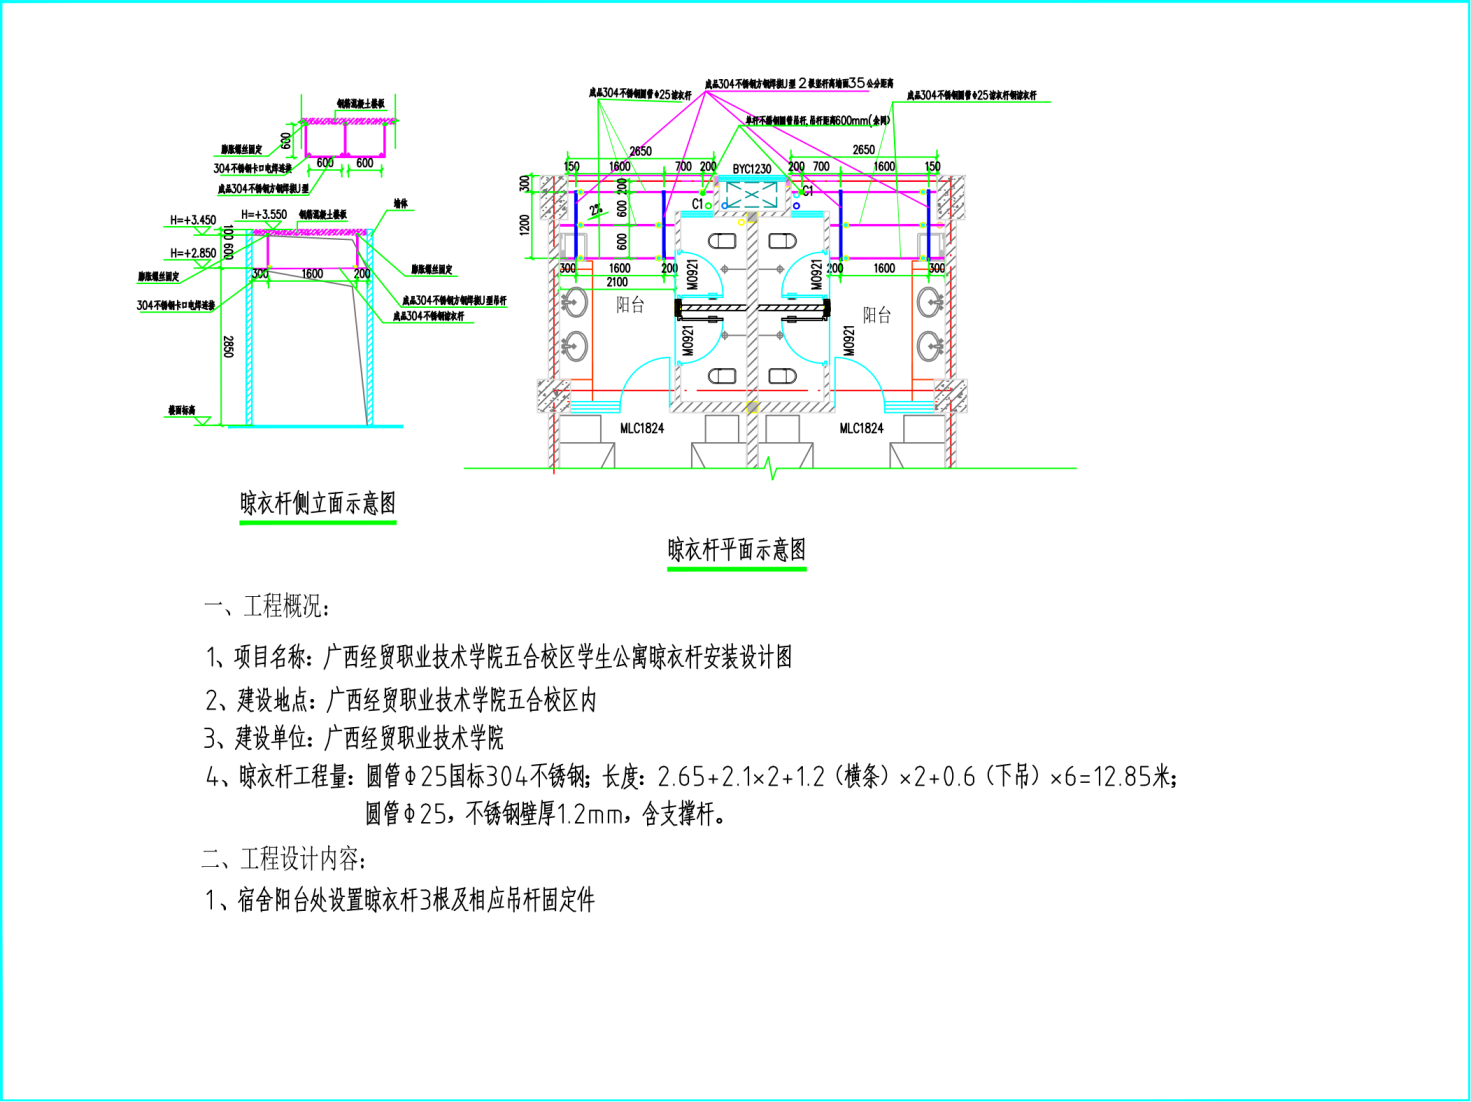 钢筋混凝土楼板
600
膨胀螺丝固定
304不锈钢卡口电焊连接
600
600
成品304不锈钢方钢焊接U型
墙体
H=+3.450
H=+3.550
钢筋混凝土楼板
100
600
H=+2.850
膨胀螺丝固定
300
1600
200
膨胀螺丝固定
304不锈钢卡口电焊连接
成品304不锈钢方钢焊接U型吊杆
成品304不锈钢晾衣杆
2850
楼面标高
晾衣杆侧立面示意图
成品304不锈钢圆管Φ25晾衣杆
成品304不锈钢方钢焊接U型 2根竖杆离墙面35公分距离
成品304不锈钢圆管Φ25晾衣杆钢晾衣杆
单杆不锈钢圆管吊杆,吊杆距离600mm(余同)
2650
2650
150
1600
700
200
BYC1230
200
700
1600
150
300
200
C1
C1
2%
600
1200
600
300
1600
200
M0921
M0921
200
1600
300
2100
阳台
阳台
M0921
M0921
MLC1824
MLC1824
晾衣杆平面示意图
一、工程概况：
1、项目名称：广西经贸职业技术学院五合校区学生公寓晾衣杆安装设计图
2、建设地点：广西经贸职业技术学院五合校区内
3、建设单位：广西经贸职业技术学院
4、晾衣杆工程量：圆管Φ25国标304不锈钢；长度：2.65+2.1×2+1.2（横条）×2+0.6（下吊）×6=12.85米；
圆管Φ25，不锈钢壁厚1.2mm，含支撑杆。
二、工程设计内容：
1、宿舍阳台处设置晾衣杆3根及相应吊杆固定件